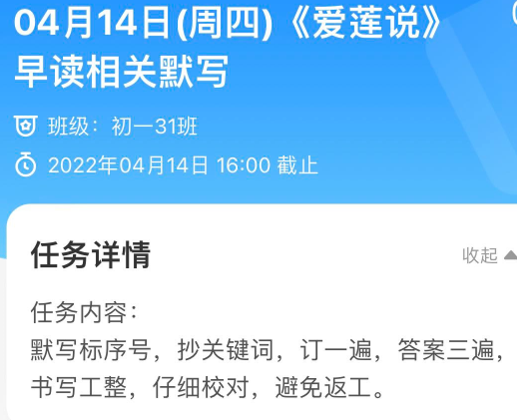 04月14日(周四)《爱莲说》
早读相关默写
班级：初一31班
2022年04月14日 16:00 截止
任务详情
收起
任务内容：
默写标序号，抄关键词，订一遍，答案三遍，
书写工整，仔细校对，避免返工。